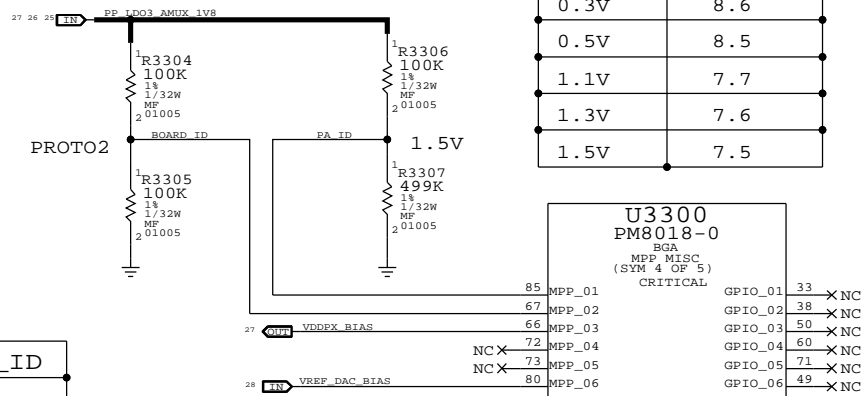 27 26 25 IN PP_LDO3_AMUX_1V8
0.3V 8.6
0.5V 8.5
1.1V 7.7
1.3V 7.6
1.5V 7.5
1
R3304
100K
1%
1/32W
MF
2 01005
1
R3306
100K
1%
1/32W
MF
2 01005
PROTO2
BOARD_ID
PA_ID
1.5V
1
R3305
100K
1%
1/32W
MF
2 01005
1
R3307
499K
1%
1/32W
MF
2 01005
U3300
PM8018-0
BGA
MPP MISC
(SYM 4 OF 5)
CRITICAL
85 MPP_01 GPIO_01 33 NC
67 MPP_02 GPIO_02 38 NC
27 OUT VDDPX_BIAS 66 MPP_03 GPIO_03 50 NC
NC 72 MPP_04 GPIO_04 60 NC
NC 73 MPP_05 GPIO_05 71 NC
28 IN VREF_DAC_BIAS 80 MPP_06 GPIO_06 49 NC
_ID